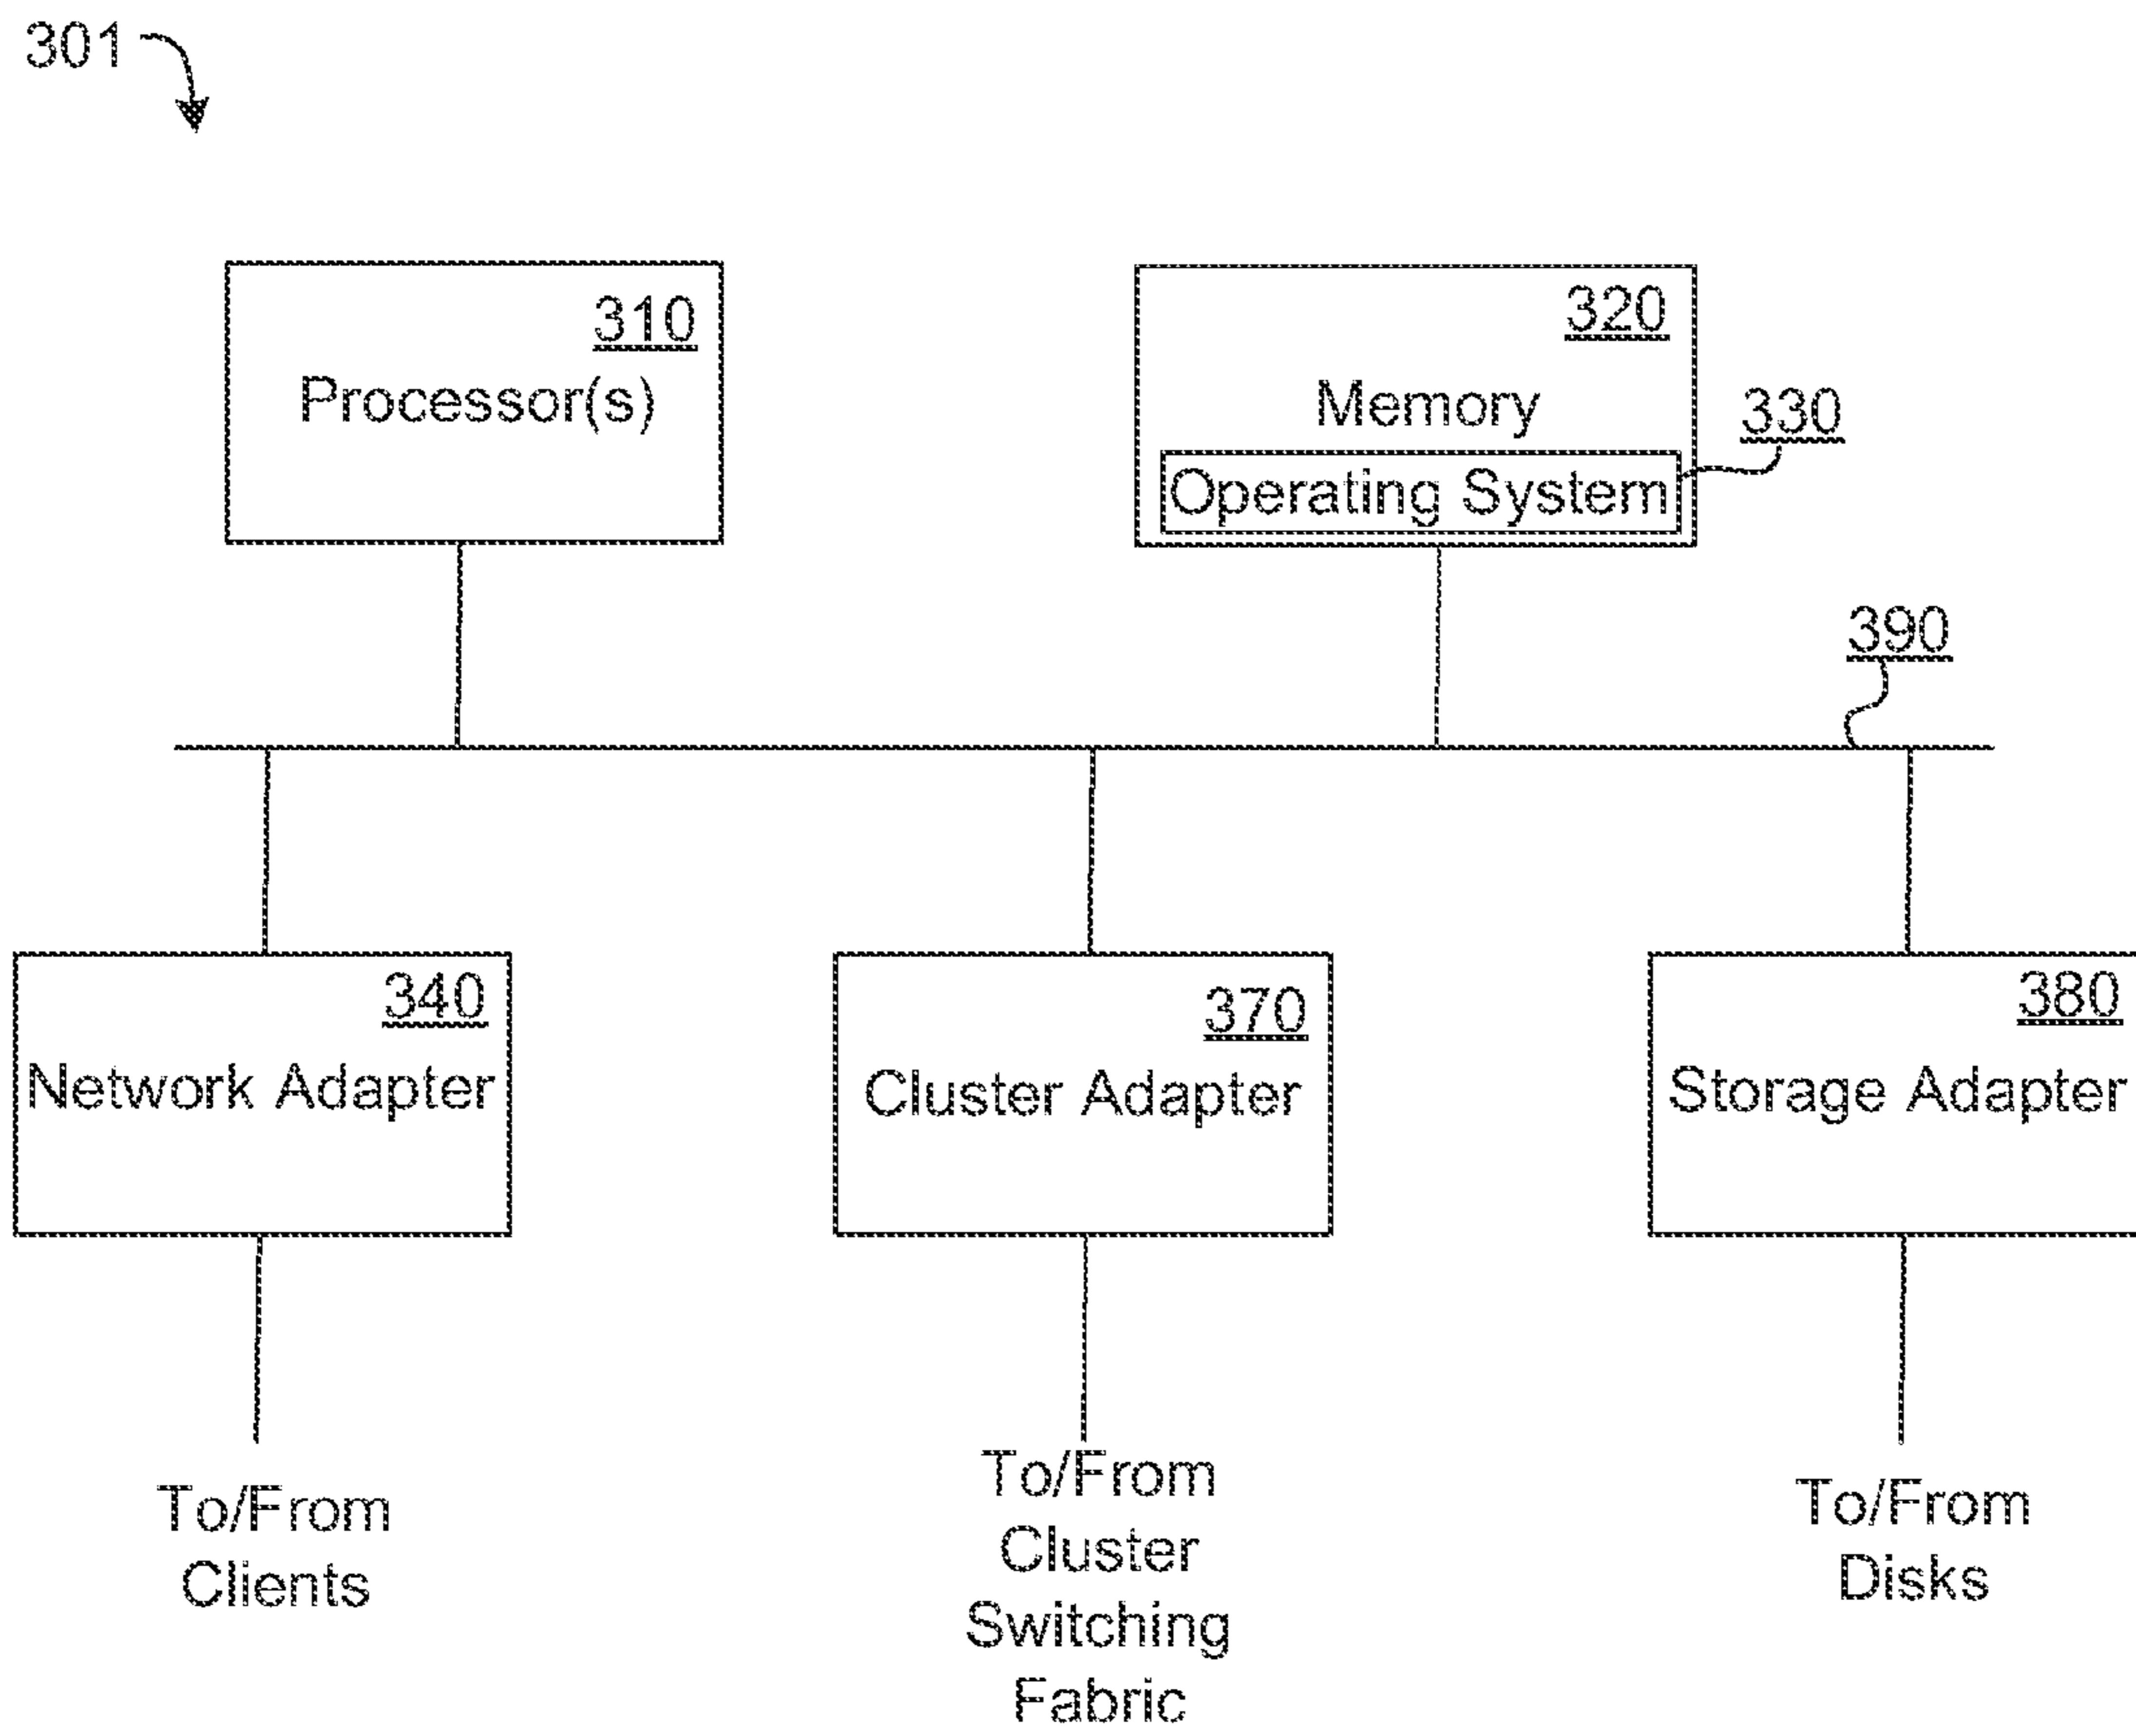 301
310
Processor(s)
320
Memory
330
Operating System
390
340
Network Adapter
370
Cluster Adapter
380
Storage Adapter
To/From
Clients
To/From
Cluster
Switching
Fabric
To/From
Disks